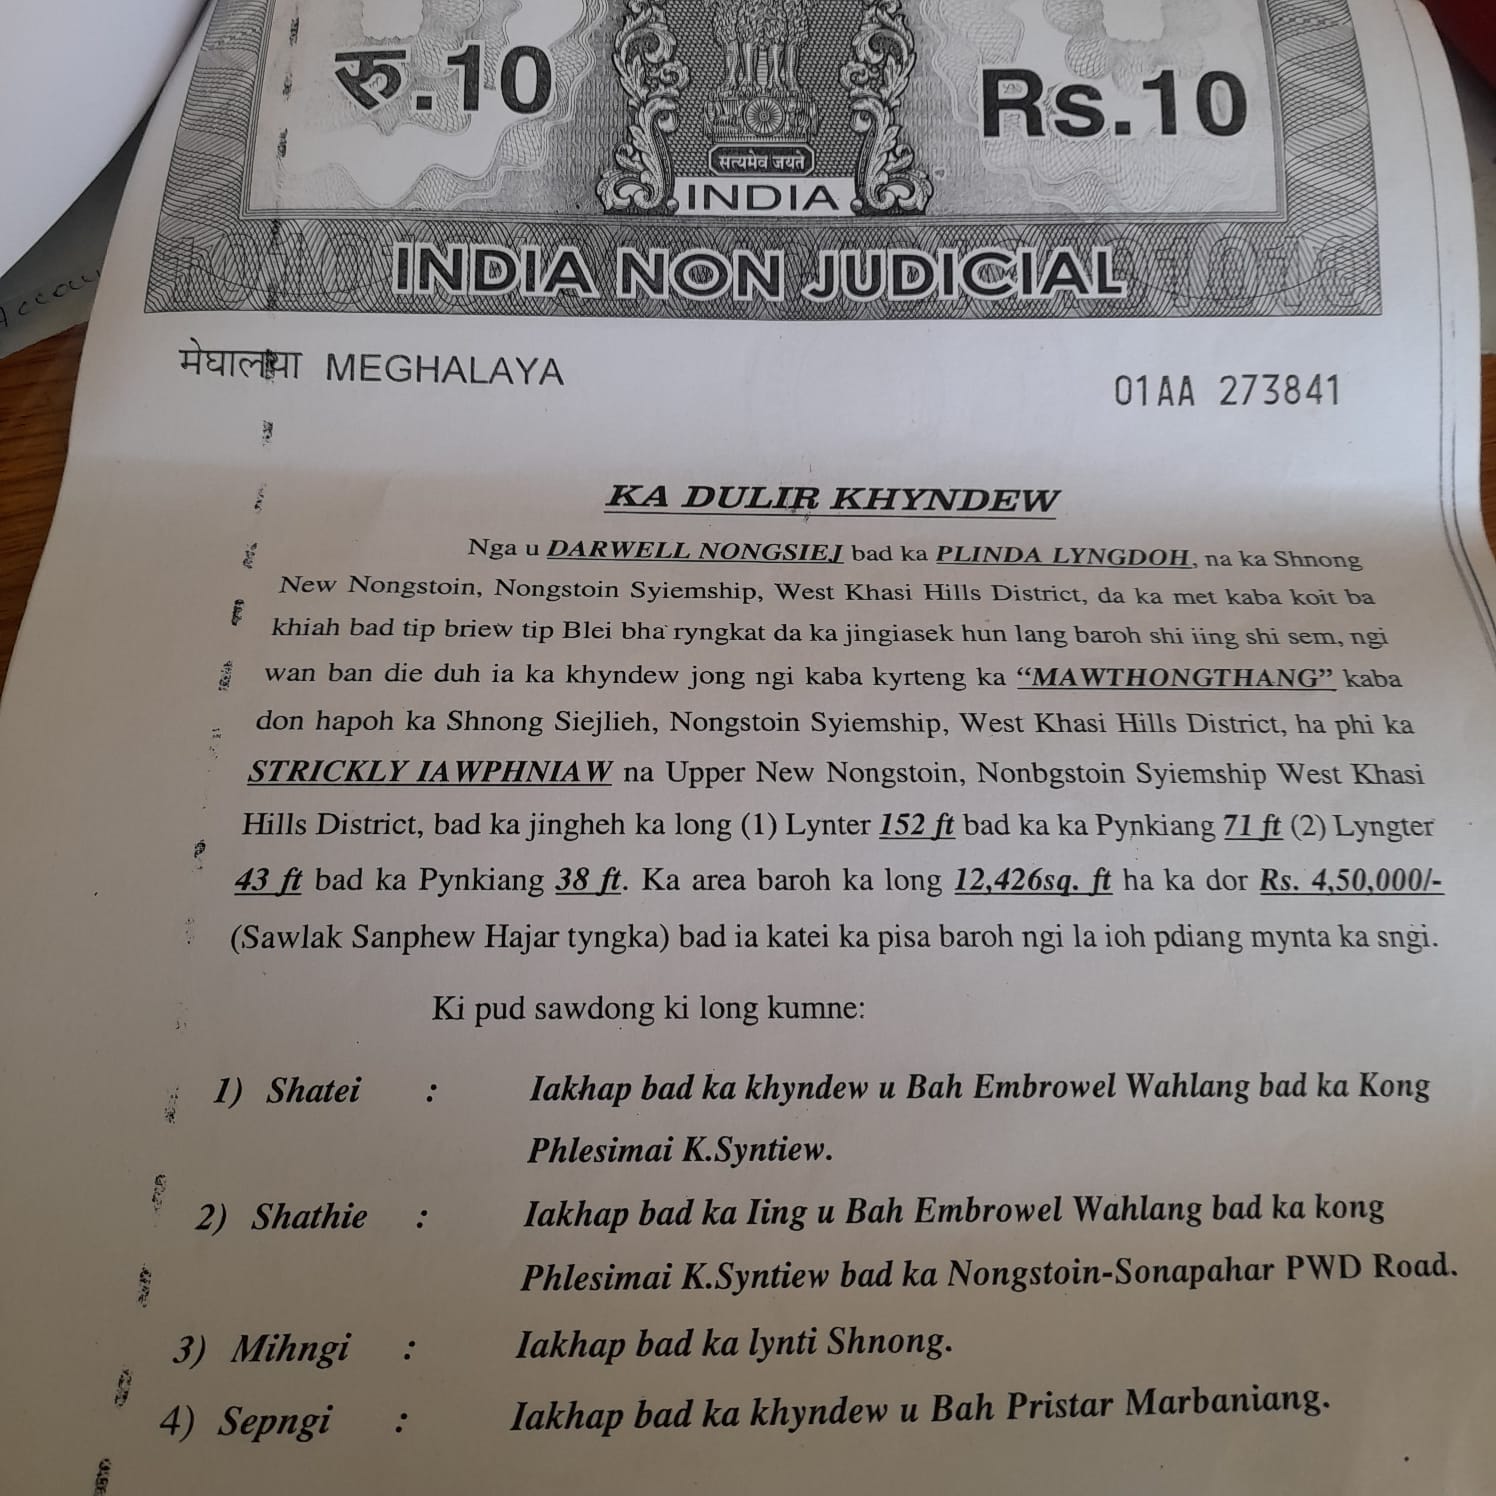 रु.10 Rs.10
सत्यमेव जयते
INDIA
INDIA NON JUDICIAL
मेघालया MEGHALAYA
01AA 273841
KA DULIR KHYNDEW
Nga u DARWELL NONGSIEJ bad ka PLINDA LYNGDOH, na ka Shnong
New Nongstoin, Nongstoin Syiemship, West Khasi Hills District, da ka met kaba koit ba
khiah bad tip briew tip Blei bha ryngkat da ka jingiasek hun lang baroh shi iing shi sem, ngi
wan ban die duh ia ka khyndew jong ngi kaba kyrteng ka “MAWTHONGTHANG” kaba
don hapoh ka Shnong Siejlieh, Nongstoin Syiemship, West Khasi Hills District, ha phi ka
STRICKLY IAWPHNIAW na Upper New Nongstoin, Nonbgstoin Syiemship West Khasi
Hills District, bad ka jingheh ka long (1) Lynter 152 ft bad ka ka Pynkiang 71 ft (2) Lyngter
43 ft bad ka Pynkiang 38 ft. Ka area baroh ka long 12,426sq. ft ha ka dor Rs. 4,50,000/-
(Sawlak Sanphew Hajar tyngka) bad ia katei ka pisa baroh ngi la ioh pdiang mynta ka sngi.
Ki pud sawdong ki long kumne:
1) Shatei : Iakhap bad ka khyndew u Bah Embrowel Wahlang bad ka Kong
Phlesimai K.Syntiew.
2) Shathie : Iakhap bad ka Iing u Bah Embrowel Wahlang bad ka kong
Phlesimai K.Syntiew bad ka Nongstoin-Sonapahar PWD Road.
3) Mihngi : Iakhap bad ka lynti Shnong.
4) Sepngi : Iakhap bad ka khyndew u Bah Pristar Marbaniang.